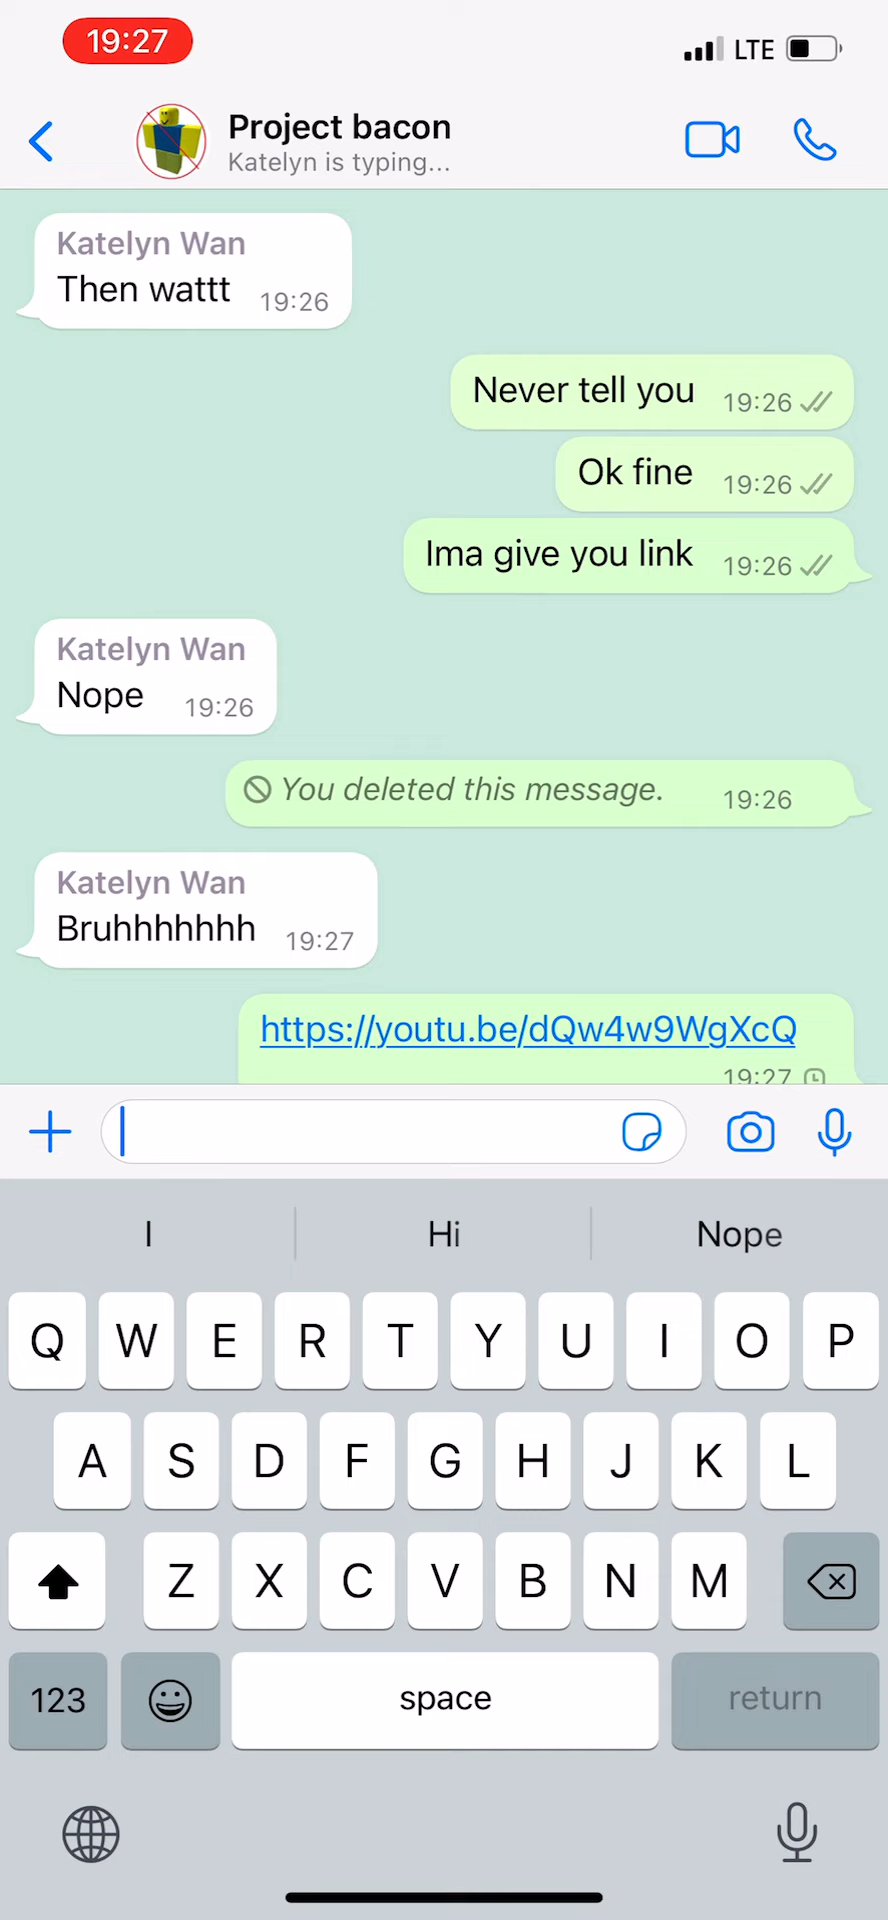 19:27
LTE
Project bacon
Katelyn is typing...
Katelyn Wan
Then wattt 19:26
Never tell you 19:26
Ok fine 19:26
Ima give you link 19:26
Katelyn Wan
Nope 19:26
You deleted this message. 19:26
Katelyn Wan
Bruhhhhhhh 19:27
https://youtu.be/dQw4w9WgXcQ
19:27
I Hi Nope
Q W E R T Y U I O P
A S D F G H J K L
Z X C V B N M
123 space return